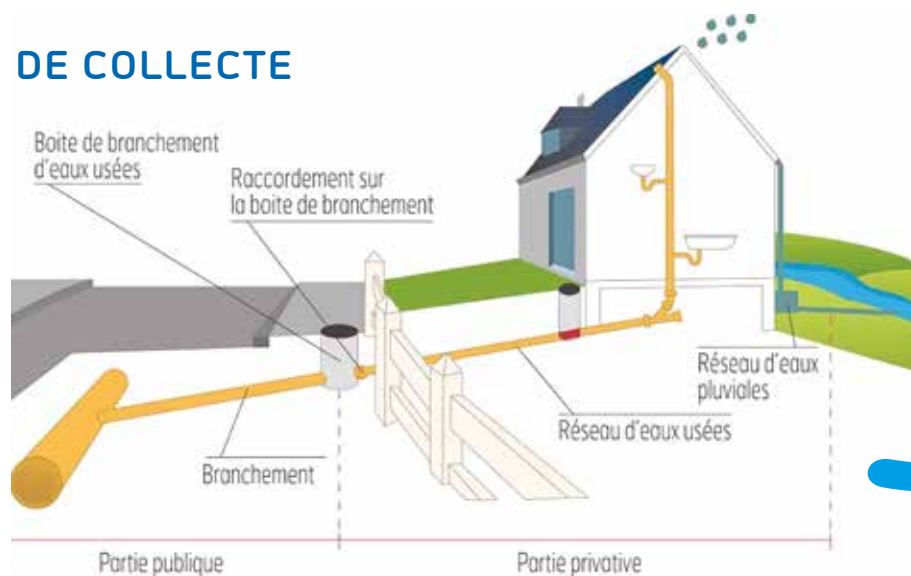 DE COLLECTE
Boite de branchement
d'eaux usées
Raccordement sur
la boite de branchement
Réseau d'eaux
pluviales
Réseau d'eaux usées
Branchement
Partie publique
Partie privative